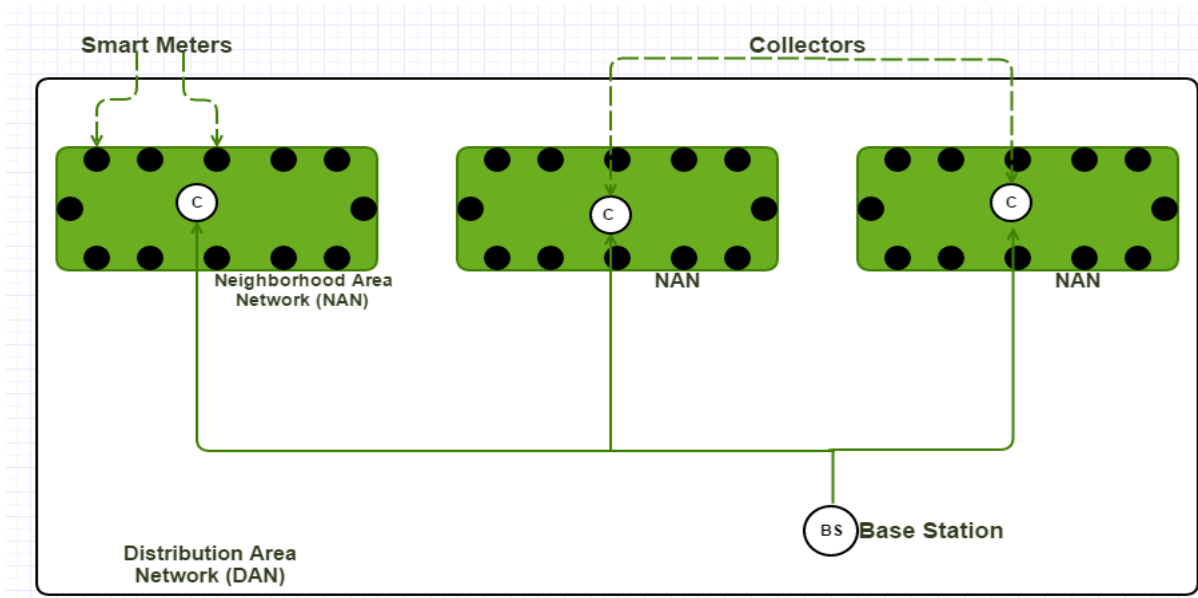 Smart Meters
Collectors
C
C
C
Neighborhood Area
Network (NAN)
NAN
NAN
BS
Base Station
Distribution Area
Network (DAN)